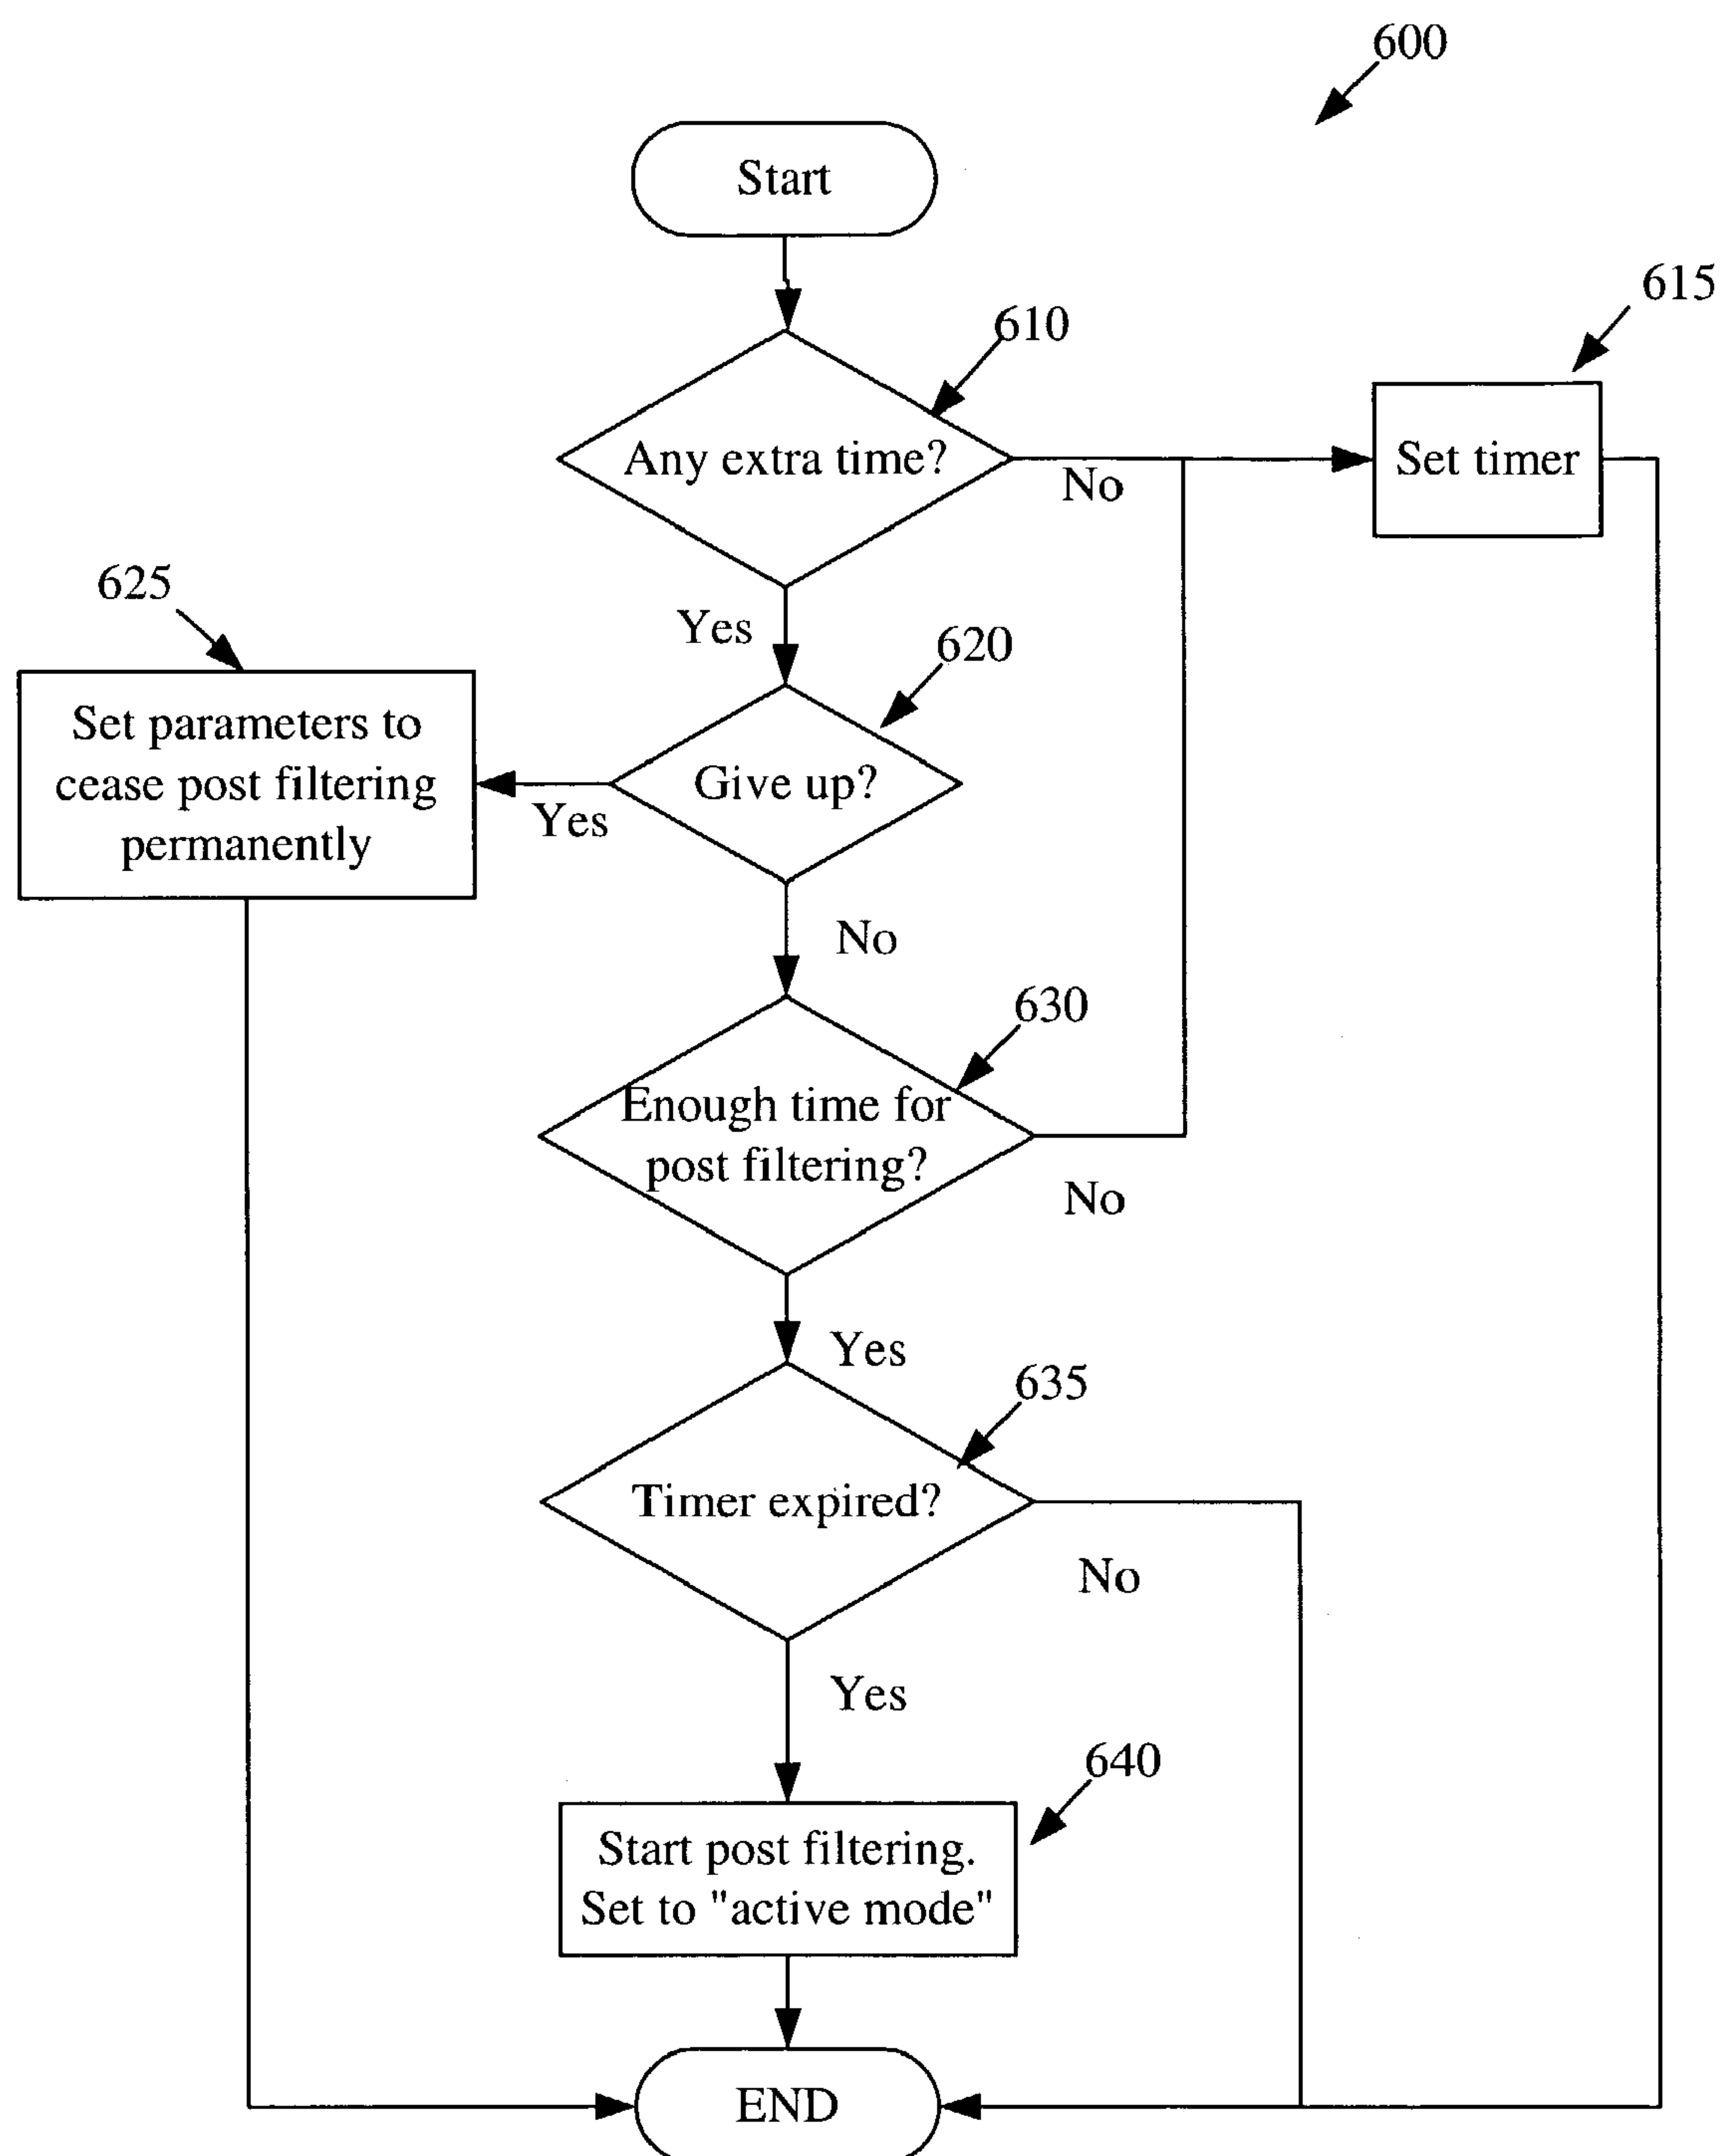 600
Start
615
610
Any extra time?
No
Set timer
625
Yes
620
Set parameters to
cease post filtering
permanently
Give up?
Yes
No
630
Enough time for
post filtering?
No
Yes
635
Timer expired?
No
Yes
640
Start post filtering.
Set to "active mode"
END